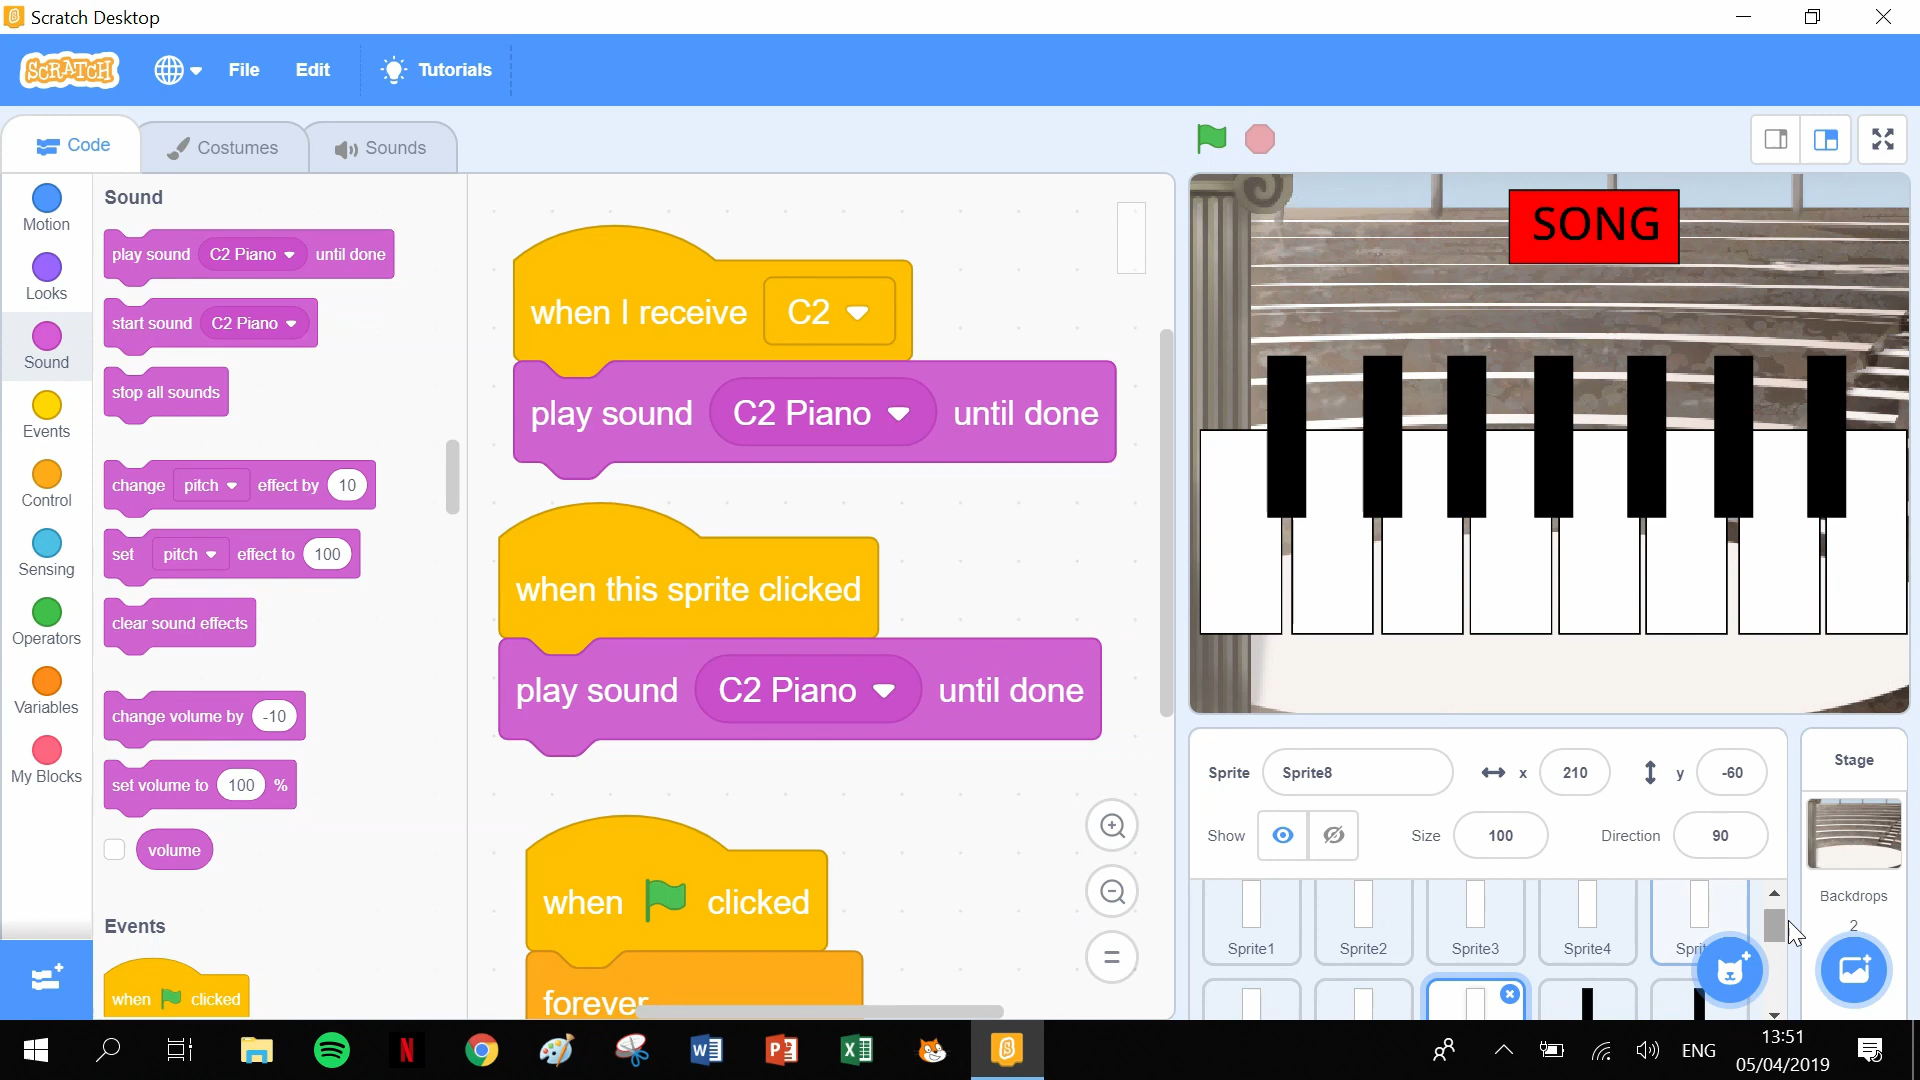 Scratch Desktop
SCRATCH
File
Edit
Tutorials
Code
Costumes
Sounds
Motion
Looks
Sound
Events
Control
Sensing
Operators
Variables
My Blocks
Sound
play sound C2 Piano until done
start sound C2 Piano
stop all sounds
change pitch effect by 10
set pitch effect to 100
clear sound effects
change volume by -10
set volume to 100 %
volume
Events
when clicked
when I receive C2
play sound C2 Piano until done
when this sprite clicked
play sound C2 Piano until done
when clicked
forever
SONG
Sprite Sprite8 x 210 y -60
Show Size 100 Direction 90
Sprite1
Sprite2
Sprite3
Sprite4
Stage
Backdrops
2
ENG
13:51
05/04/2019